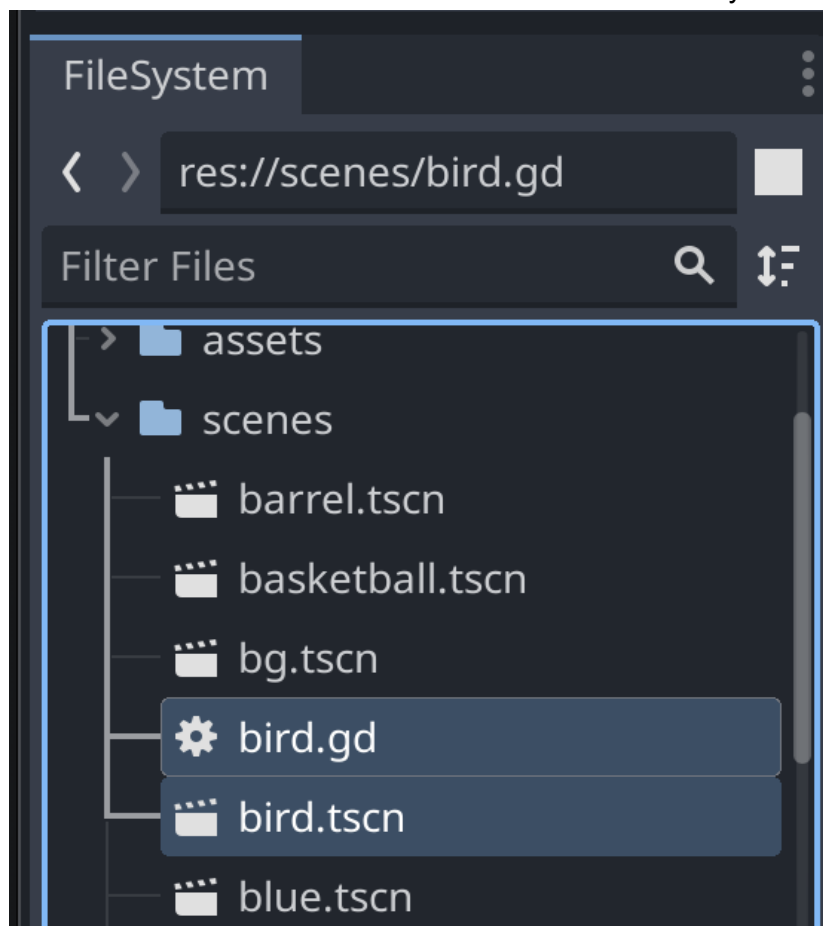 FileSystem
res://scenes/bird.gd
Filter Files
assets
scenes
barrel.tscn
basketball.tscn
bg.tscn
bird.gd
bird.tscn
blue.tscn